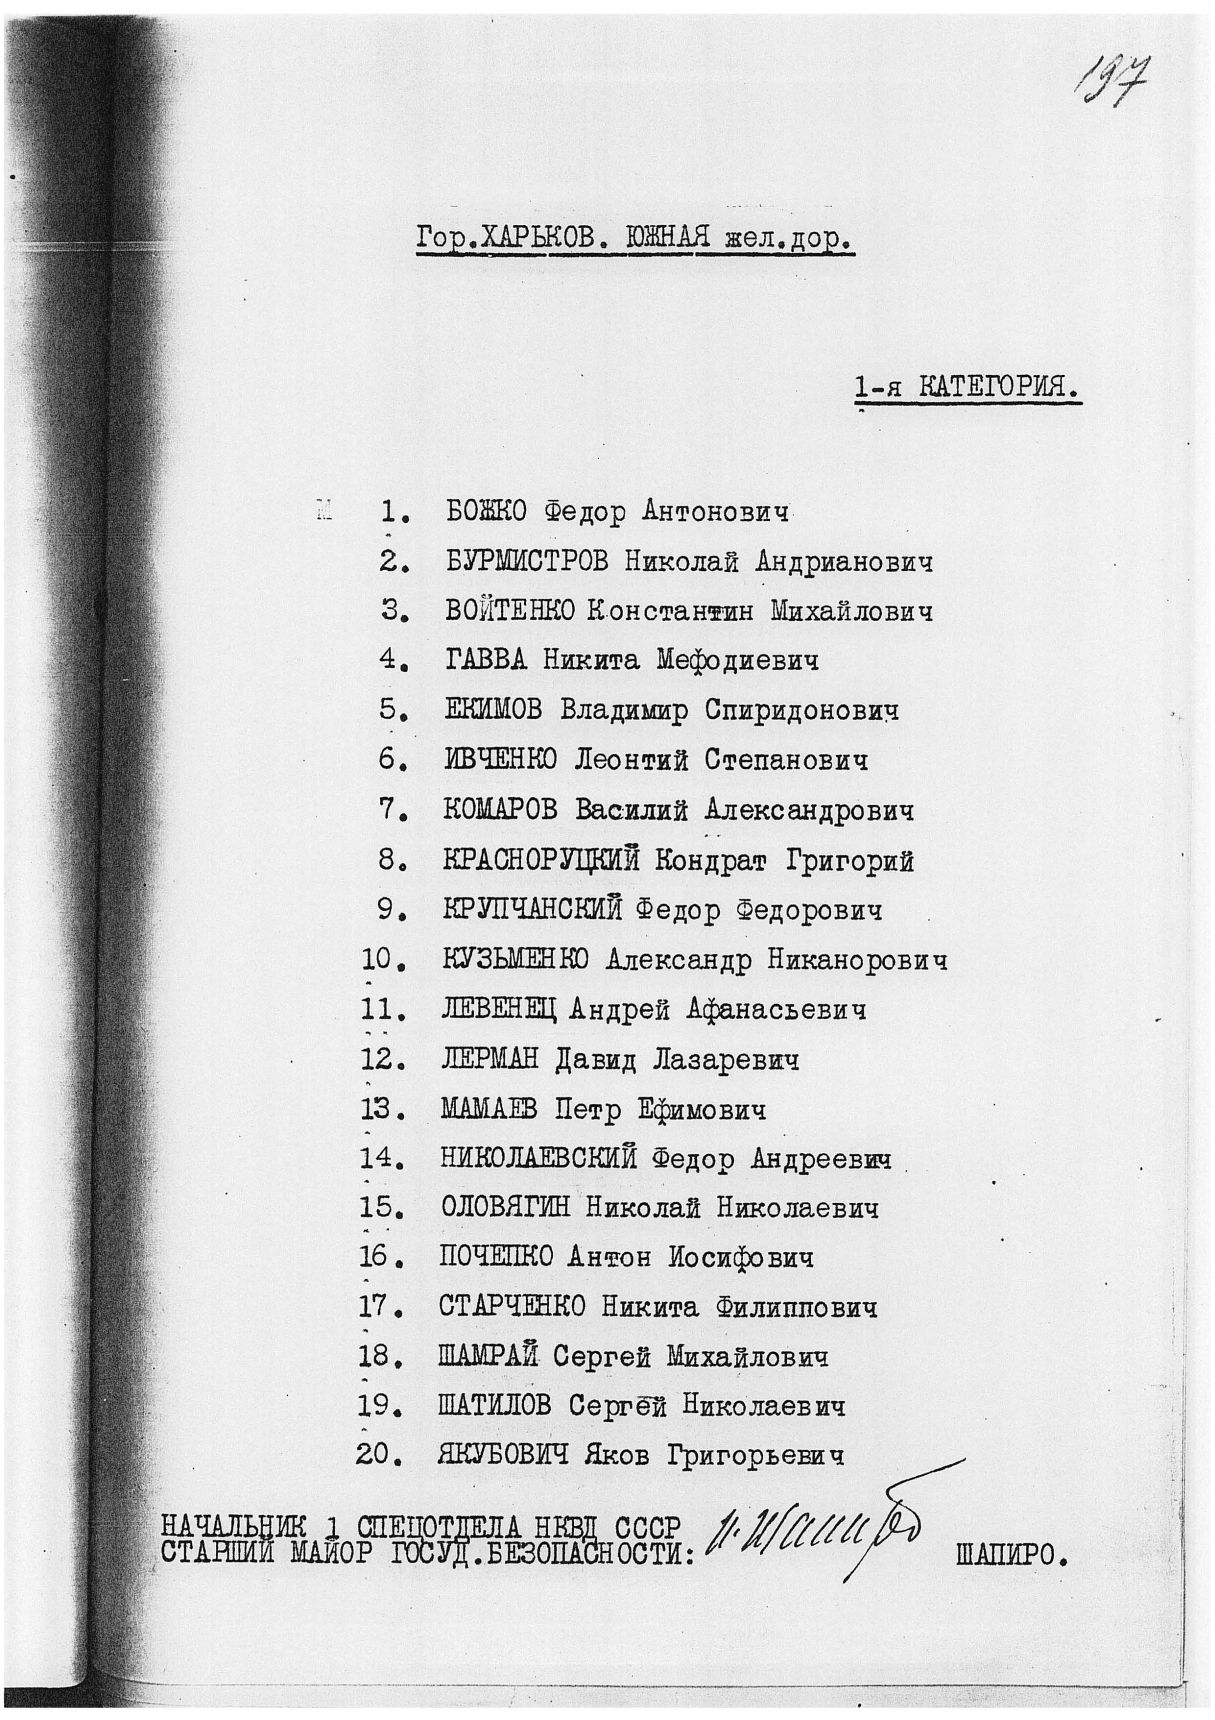 197
Гор.ХАРЬКОВ. ЮЖНАЯ жел.дор.
1-я КАТЕГОРИЯ.
1. БОЖКО Федор Антонович
2. БУРМИСТРОВ Николай Андрианович
3. ВОЙТЕНКО Константин Михайлович
4. ГАВВА Никита Мефодиевич
5. ЕКИМОВ Владимир Спиридонович
6. ИВЧЕНКО Леонтий Степанович
7. КОМАРОВ Василий Александрович
8. КРАСНОРУЦКИЙ Кондрат Григорий
9. КРУПЧАНСКИЙ Федор Федорович
10. КУЗЬМЕНКО Александр Никанорович
11. ЛЕВЕНЕЦ Андрей Афанасьевич
12. ЛЕРМАН Давид Лазаревич
13. МАМАЕВ Петр Ефимович
14. НИКОЛАЕВСКИЙ Федор Андреевич
15. ОЛОВЯГИН Николай Николаевич
16. ПОЧЕПКО Антон Иосифович
17. СТАРЧЕНКО Никита Филиппович
18. ШАМРАЙ Сергей Михайлович
19. ШАТИЛОВ Сергей Николаевич
20. ЯКУБОВИЧ Яков Григорьевич
НАЧАЛЬНИК 1 СПЕЦОТДЕЛА НКВД СССР
СТАРШИЙ МАЙОР ГОСУД.БЕЗОПАСНОСТИ: ШАПИРО.